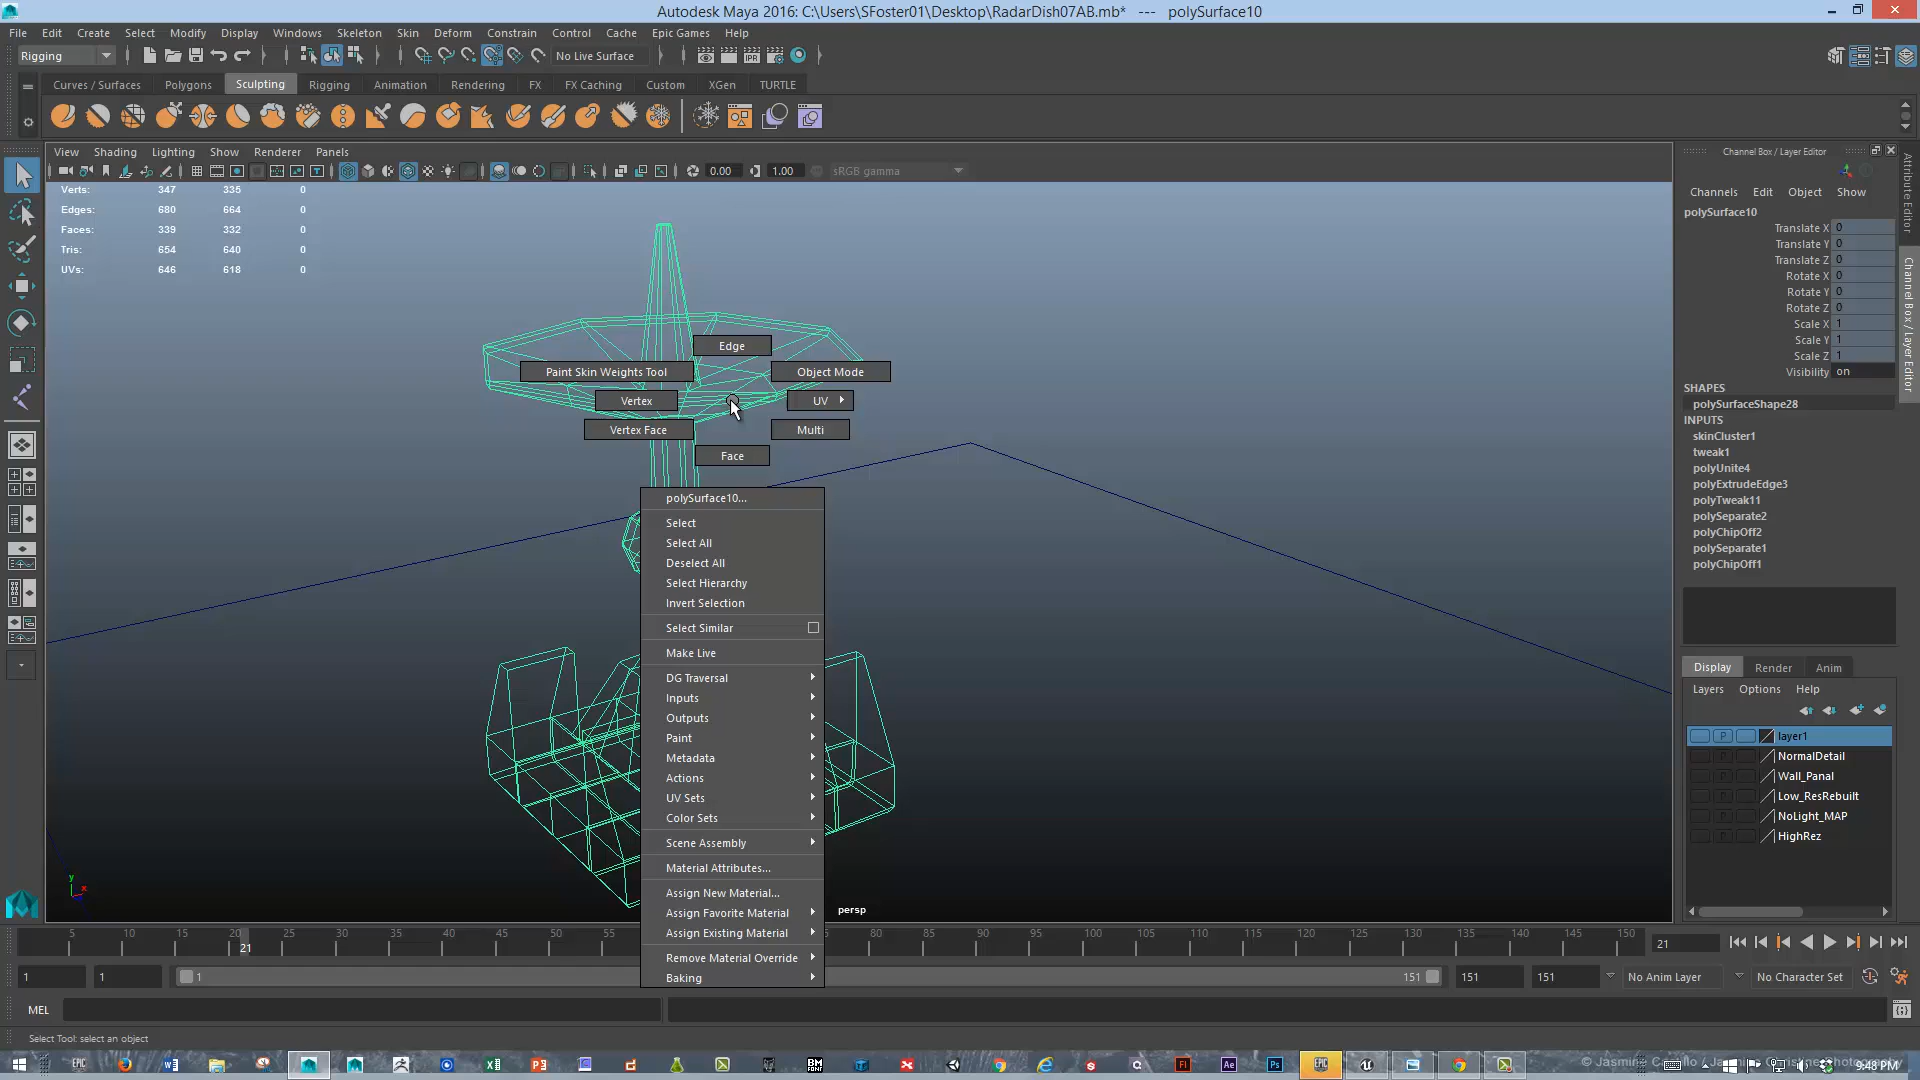 Autodesk Maya 2016: C:\Users\SFoster01\Desktop\RadarDish07AB.mb* --- polySurface10
File Edit Create Select Modify Display Windows Skeleton Skin Deform Constrain Control Cache Epic Games Help
Rigging No Live Surface
Curves / Surfaces Polygons Sculpting Rigging Animation Rendering FX FX Caching Custom XGen TURTLE
View Shading Lighting Show Renderer Panels
0.00 1.00 sRGB gamma
Verts: 347 335 0
Edges: 680 664 0
Faces: 339 332 0
Tris: 654 640 0
UVs: 646 618 0
Edge
Paint Skin Weights Tool Object Mode
Vertex UV
Vertex Face Multi
Face
polySurface10...
Select
Select All
Deselect All
Select Hierarchy
Invert Selection
Select Similar
Make Live
DG Traversal
Inputs
Outputs
Paint
Metadata
Actions
UV Sets
Color Sets
Scene Assembly
Material Attributes...
Assign New Material...
Assign Favorite Material
Assign Existing Material
Remove Material Override
Baking
persp
y
x
Channel Box / Layer Editor
Channels Edit Object Show
polySurface10
Translate X 0
Translate Y 0
Translate Z 0
Rotate X 0
Rotate Y 0
Rotate Z 0
Scale X 1
Scale Y 1
Scale Z 1
Visibility on
SHAPES
polySurfaceShape28
INPUTS
skinCluster1
tweak1
polyUnite4
polyExtrudeEdge3
polyTweak11
polySeparate2
polyChipOff2
polySeparate1
polyChipOff1
Attribute Editor
Channel Box / Layer Editor
Display Render Anim
Layers Options Help
P layer1
NormalDetail
Wall_Panal
Low_ResRebuilt
NoLight_MAP
HighRez
5 10 15 20 25 30 35 40 45 50 55 80 85 90 95 100 105 110 115 120 125 130 135 140 145 150
21 21
1 1 1 151 151 151 No Anim Layer No Character Set
MEL
Select Tool: select an object
9:48 PM